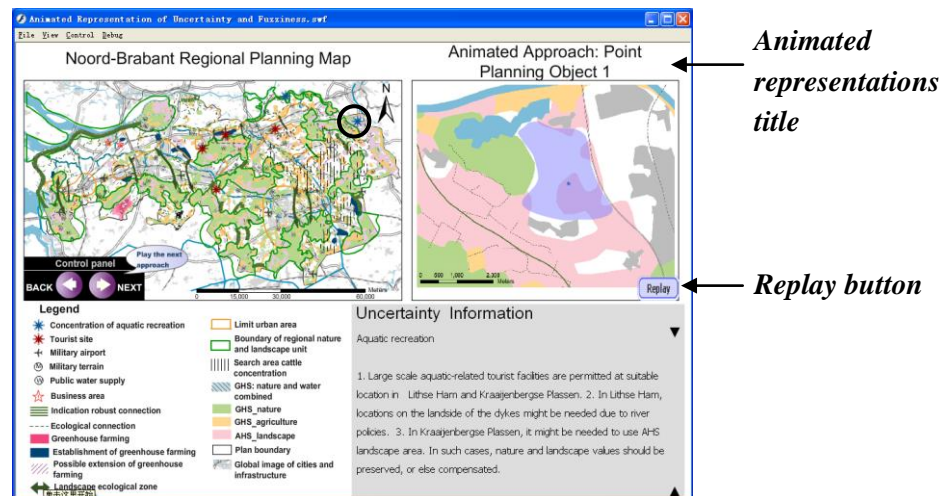 Animated Representation of Uncertainty and Fuzziness.swf
File View Control Debug
Noord-Brabant Regional Planning Map
Animated Approach: Point
Planning Object 1
N
Control panel
BACK
NEXT
Play the next
approach
0 15,000 30,000 60,000
Meters
0 500 1,000 2,000
Meters
Replay
Animated
representations
title
Replay button
Legend
Concentration of aquatic recreation
Tourist site
Military airport
M Military terrain
W Public water supply
Business area
Indication robust connection
Ecological connection
Greenhouse farming
Establishment of greenhouse farming
Possible extension of greenhouse
farming
Landscape ecological zone
单击这里开始
Limit urban area
Boundary of regional nature
and landscape unit
Search area cattle
concentration
GHS: nature and water
combined
GHS_nature
GHS_agriculture
AHS_landscape
Plan boundary
Global image of cities and
infrastructure
Uncertainty Information
Aquatic recreation
1. Large scale aquatic-related tourist facilities are permitted at suitable
location in Lithse Ham and Kraaijenbergse Plassen. 2. In Lithse Ham,
locations on the landside of the dykes might be needed due to river
policies. 3. In Kraaijenbergse Plassen, it might be needed to use AHS
landscape area. In such cases, nature and landscape values should be
preserved, or else compensated.